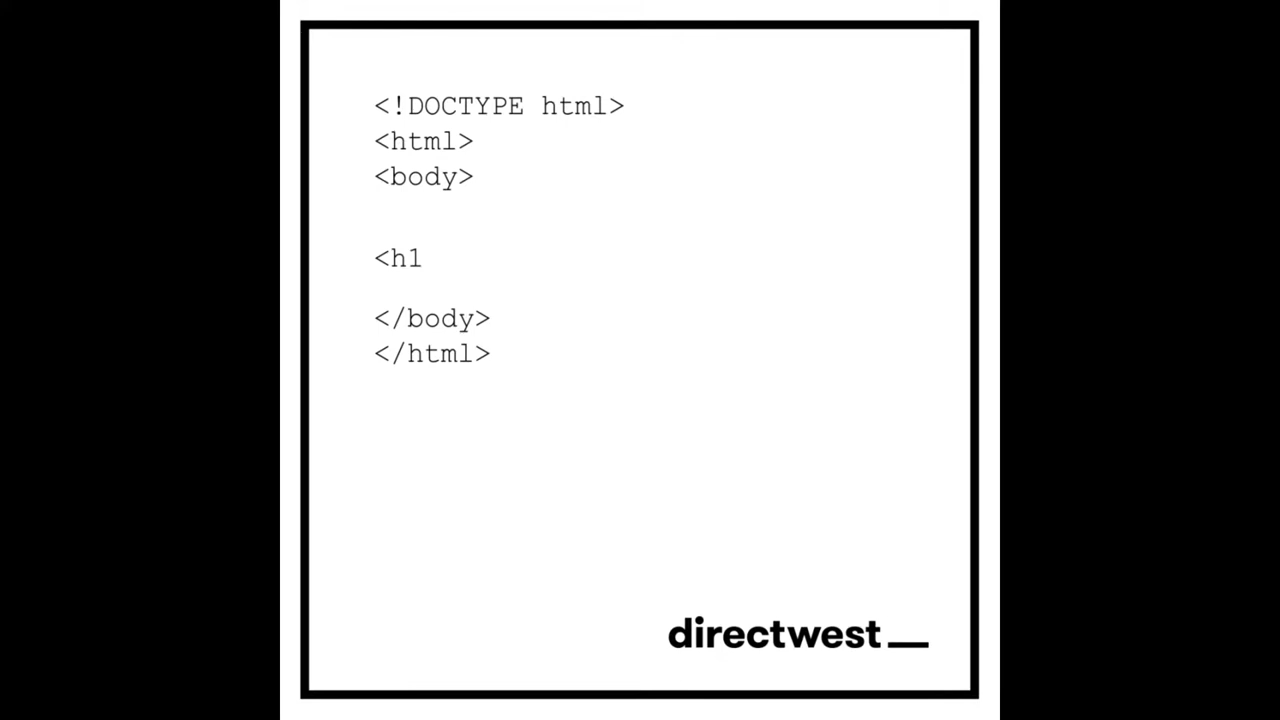 <!DOCTYPE html>
<html>
<body>
<h1
</body>
</html>
directwest